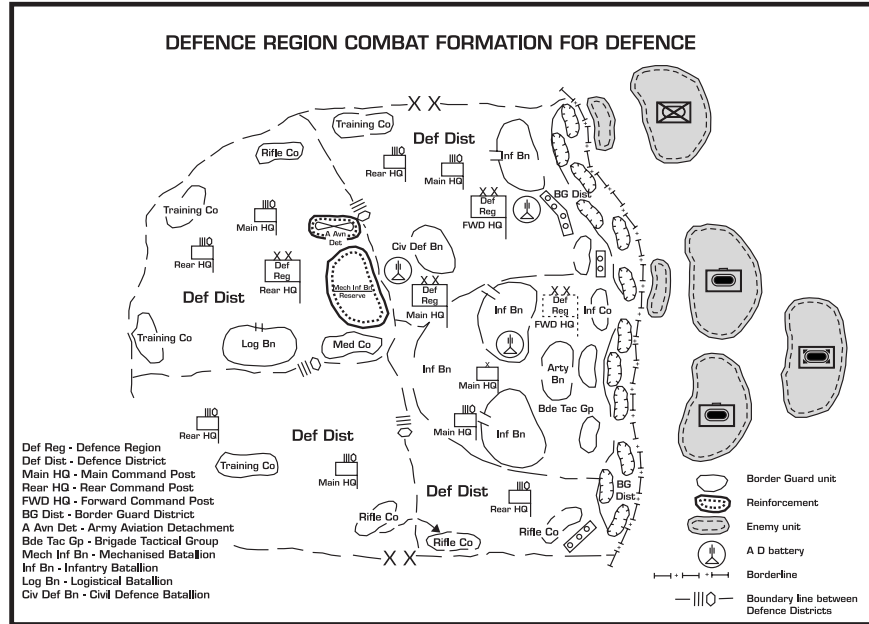 DEFENCE REGION COMBAT FORMATION FOR DEFENCE
X X
Training Co
Def Dist
Rifle Co
Inf Bn
Rear HQ
Main HQ
BG Dist
Training Co
Main HQ
X X
Def
Reg
FWD HQ
A Avn
Det
Civ Def Bn
Rear HQ
X X
Def
Reg
Rear HQ
Mech Inf Bn
Reserve
X X
Def
Reg
Main HQ
Inf Bn
X X
Def
Reg
FWD HQ
Inf Co
Def Dist
Training Co
Log Bn
Med Co
Inf Bn
X
Main HQ
Arty
Bn
Bde Tac Gp
Rear HQ
Main HQ
Inf Bn
Def Dist
Training Co
Main HQ
Def Dist
Rear HQ
BG
Dist
Rifle Co
Rifle Co
Rifle Co
X X
Def Reg - Defence Region
Def Dist - Defence District
Main HQ - Main Command Post
Rear HQ - Rear Command Post
FWD HQ - Forward Command Post
BG Dist - Border Guard District
A Avn Det - Army Aviation Detachment
Bde Tac Gp - Brigade Tactical Group
Mech Inf Bn - Mechanised Batallion
Inf Bn - Infantry Batallion
Log Bn - Logistical Batallion
Civ Def Bn - Civil Defence Batallion
Border Guard unit
Reinforcement
Enemy unit
A D battery
Borderline
Boundary line between
Defence Districts